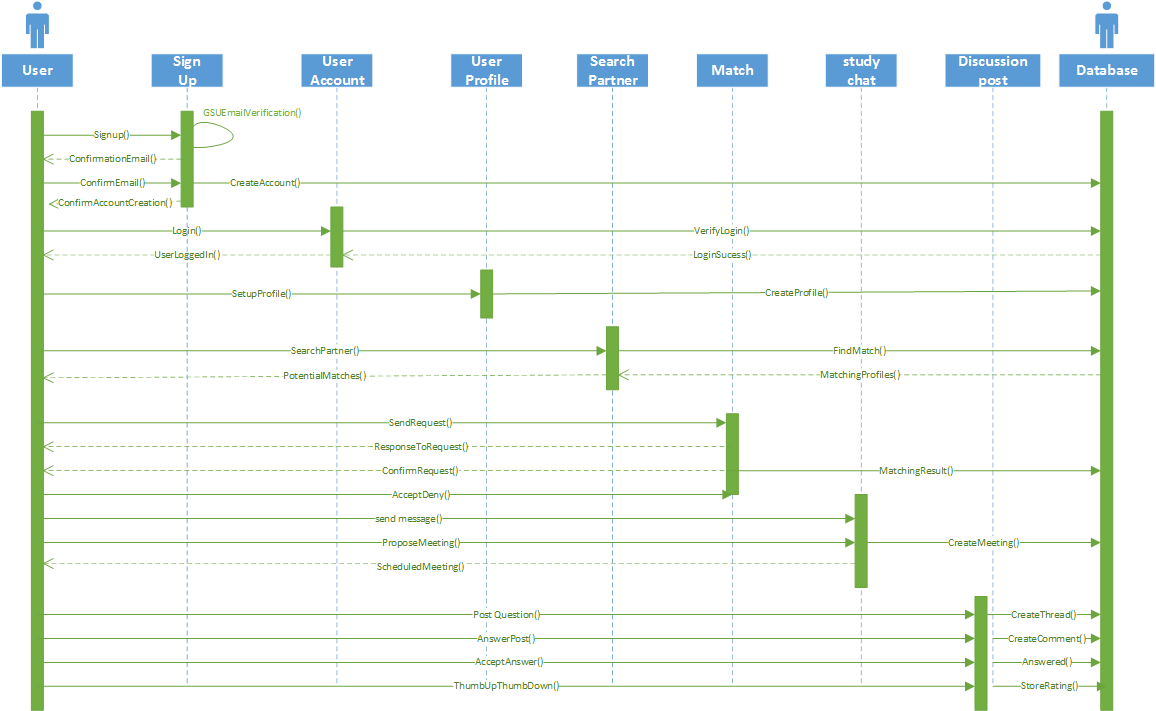 User
Sign
Up
User
Account
User
Profile
Search
Partner
Match
study
chat
Discussion
post
Database
GSUEmailVerification()
Signup()
ConfirmationEmail()
ConfirmEmail()
CreateAccount()
ConfirmAccountCreation()
Login()
VerifyLogin()
UserLoggedIn()
LoginSucess()
SetupProfile()
CreateProfile()
SearchPartner()
FindMatch()
PotentialMatches()
MatchingProfiles()
SendRequest()
ResponseToRequest()
ConfirmRequest()
MatchingResult()
AcceptDeny()
send message()
ProposeMeeting()
CreateMeeting()
ScheduledMeeting()
Post Question()
CreateThread()
AnswerPost()
CreateComment()
AcceptAnswer()
Answered()
ThumbUpThumbDown()
StoreRating()